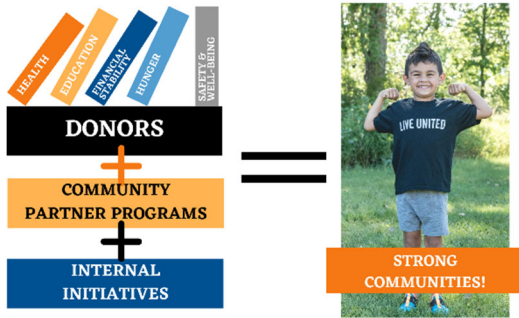 HEALTH
EDUCATION
FINANCIAL
STABILITY
HUNGER
SAFETY &
WELL-BEING
DONORS
+
COMMUNITY
PARTNER PROGRAMS
+
INTERNAL
INITIATIVES
=
LIVE UNITED
STRONG
COMMUNITIES!